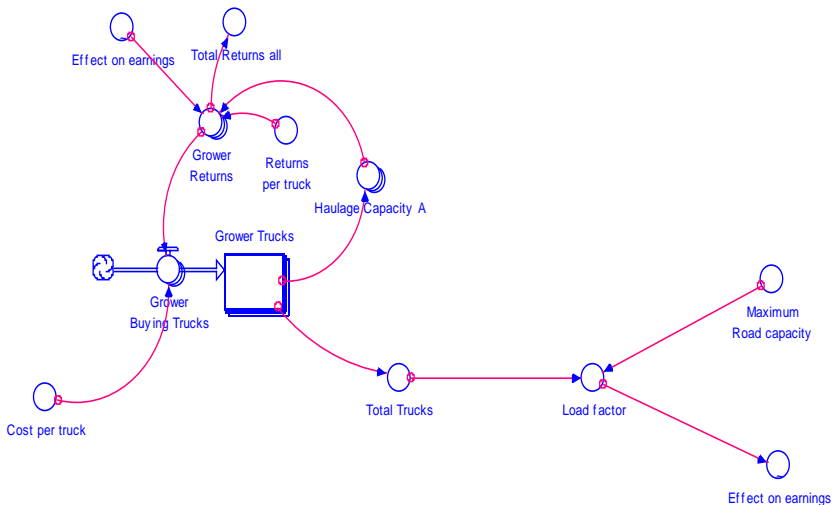 Effect on earnings
Total Returns all
Grower
Returns
Returns
per truck
Haulage Capacity A
Grower Trucks
Grower
Buying Trucks
Maximum
Road capacity
Cost per truck
Total Trucks
Load factor
Effect on earnings